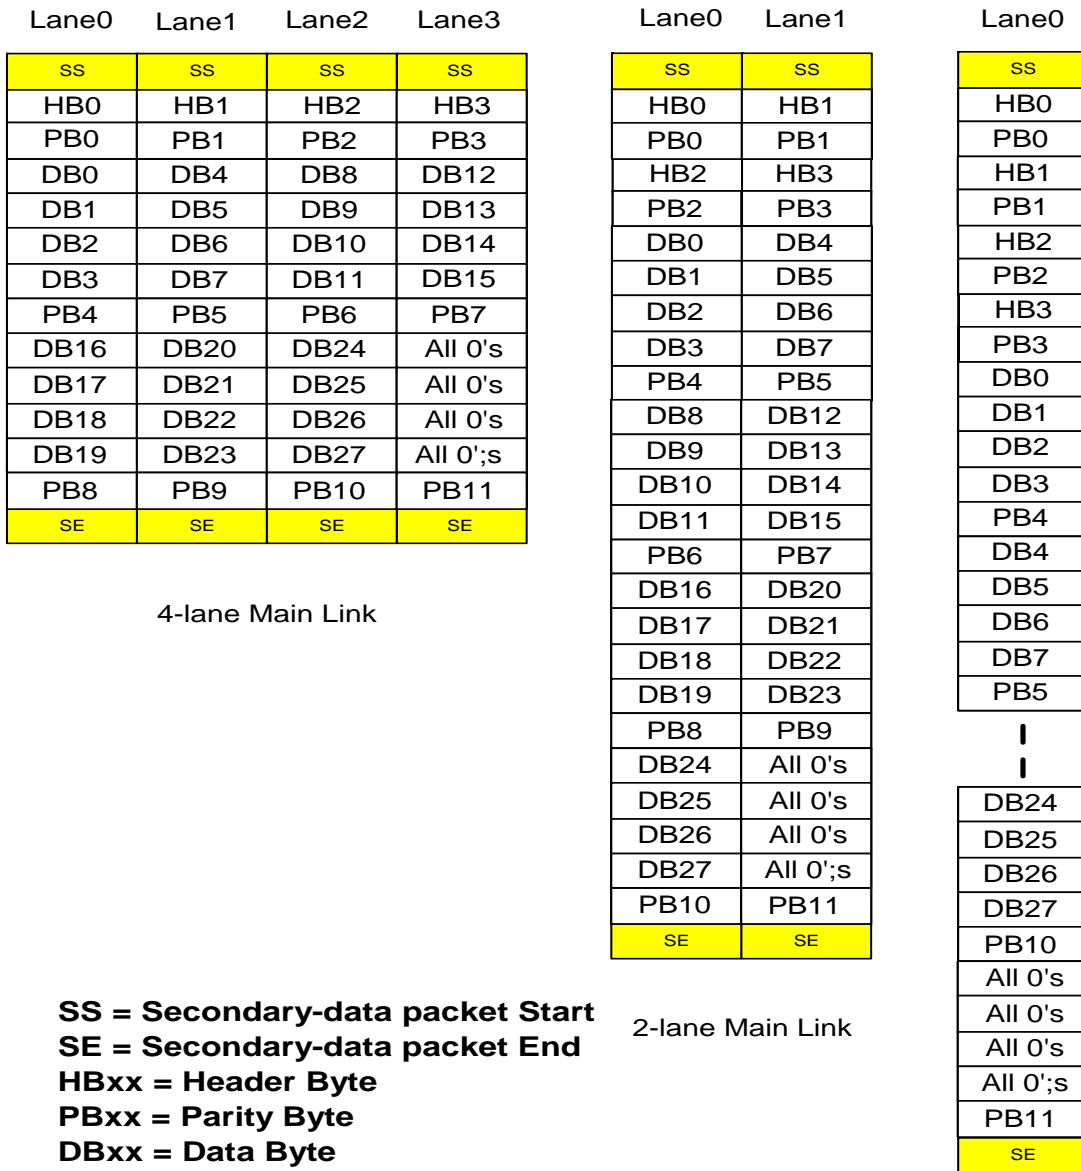 Lane0 Lane1 Lane2 Lane3
SS SS SS SS
HB0 HB1 HB2 HB3
PB0 PB1 PB2 PB3
DB0 DB4 DB8 DB12
DB1 DB5 DB9 DB13
DB2 DB6 DB10 DB14
DB3 DB7 DB11 DB15
PB4 PB5 PB6 PB7
DB16 DB20 DB24 All 0's
DB17 DB21 DB25 All 0's
DB18 DB22 DB26 All 0's
DB19 DB23 DB27 All 0';s
PB8 PB9 PB10 PB11
SE SE SE SE
4-lane Main Link
Lane0 Lane1
SS SS
HB0 HB1
PB0 PB1
HB2 HB3
PB2 PB3
DB0 DB4
DB1 DB5
DB2 DB6
DB3 DB7
PB4 PB5
DB8 DB12
DB9 DB13
DB10 DB14
DB11 DB15
PB6 PB7
DB16 DB20
DB17 DB21
DB18 DB22
DB19 DB23
PB8 PB9
DB24 All 0's
DB25 All 0's
DB26 All 0's
DB27 All 0';s
PB10 PB11
SE SE
2-lane Main Link
Lane0
SS
HB0
PB0
HB1
PB1
HB2
PB2
HB3
PB3
DB0
DB1
DB2
DB3
PB4
DB4
DB5
DB6
DB7
PB5
DB24
DB25
DB26
DB27
PB10
All 0's
All 0's
All 0's
All 0';s
PB11
SE
SS = Secondary-data packet Start
SE = Secondary-data packet End
HBxx = Header Byte
PBxx = Parity Byte
DBxx = Data Byte